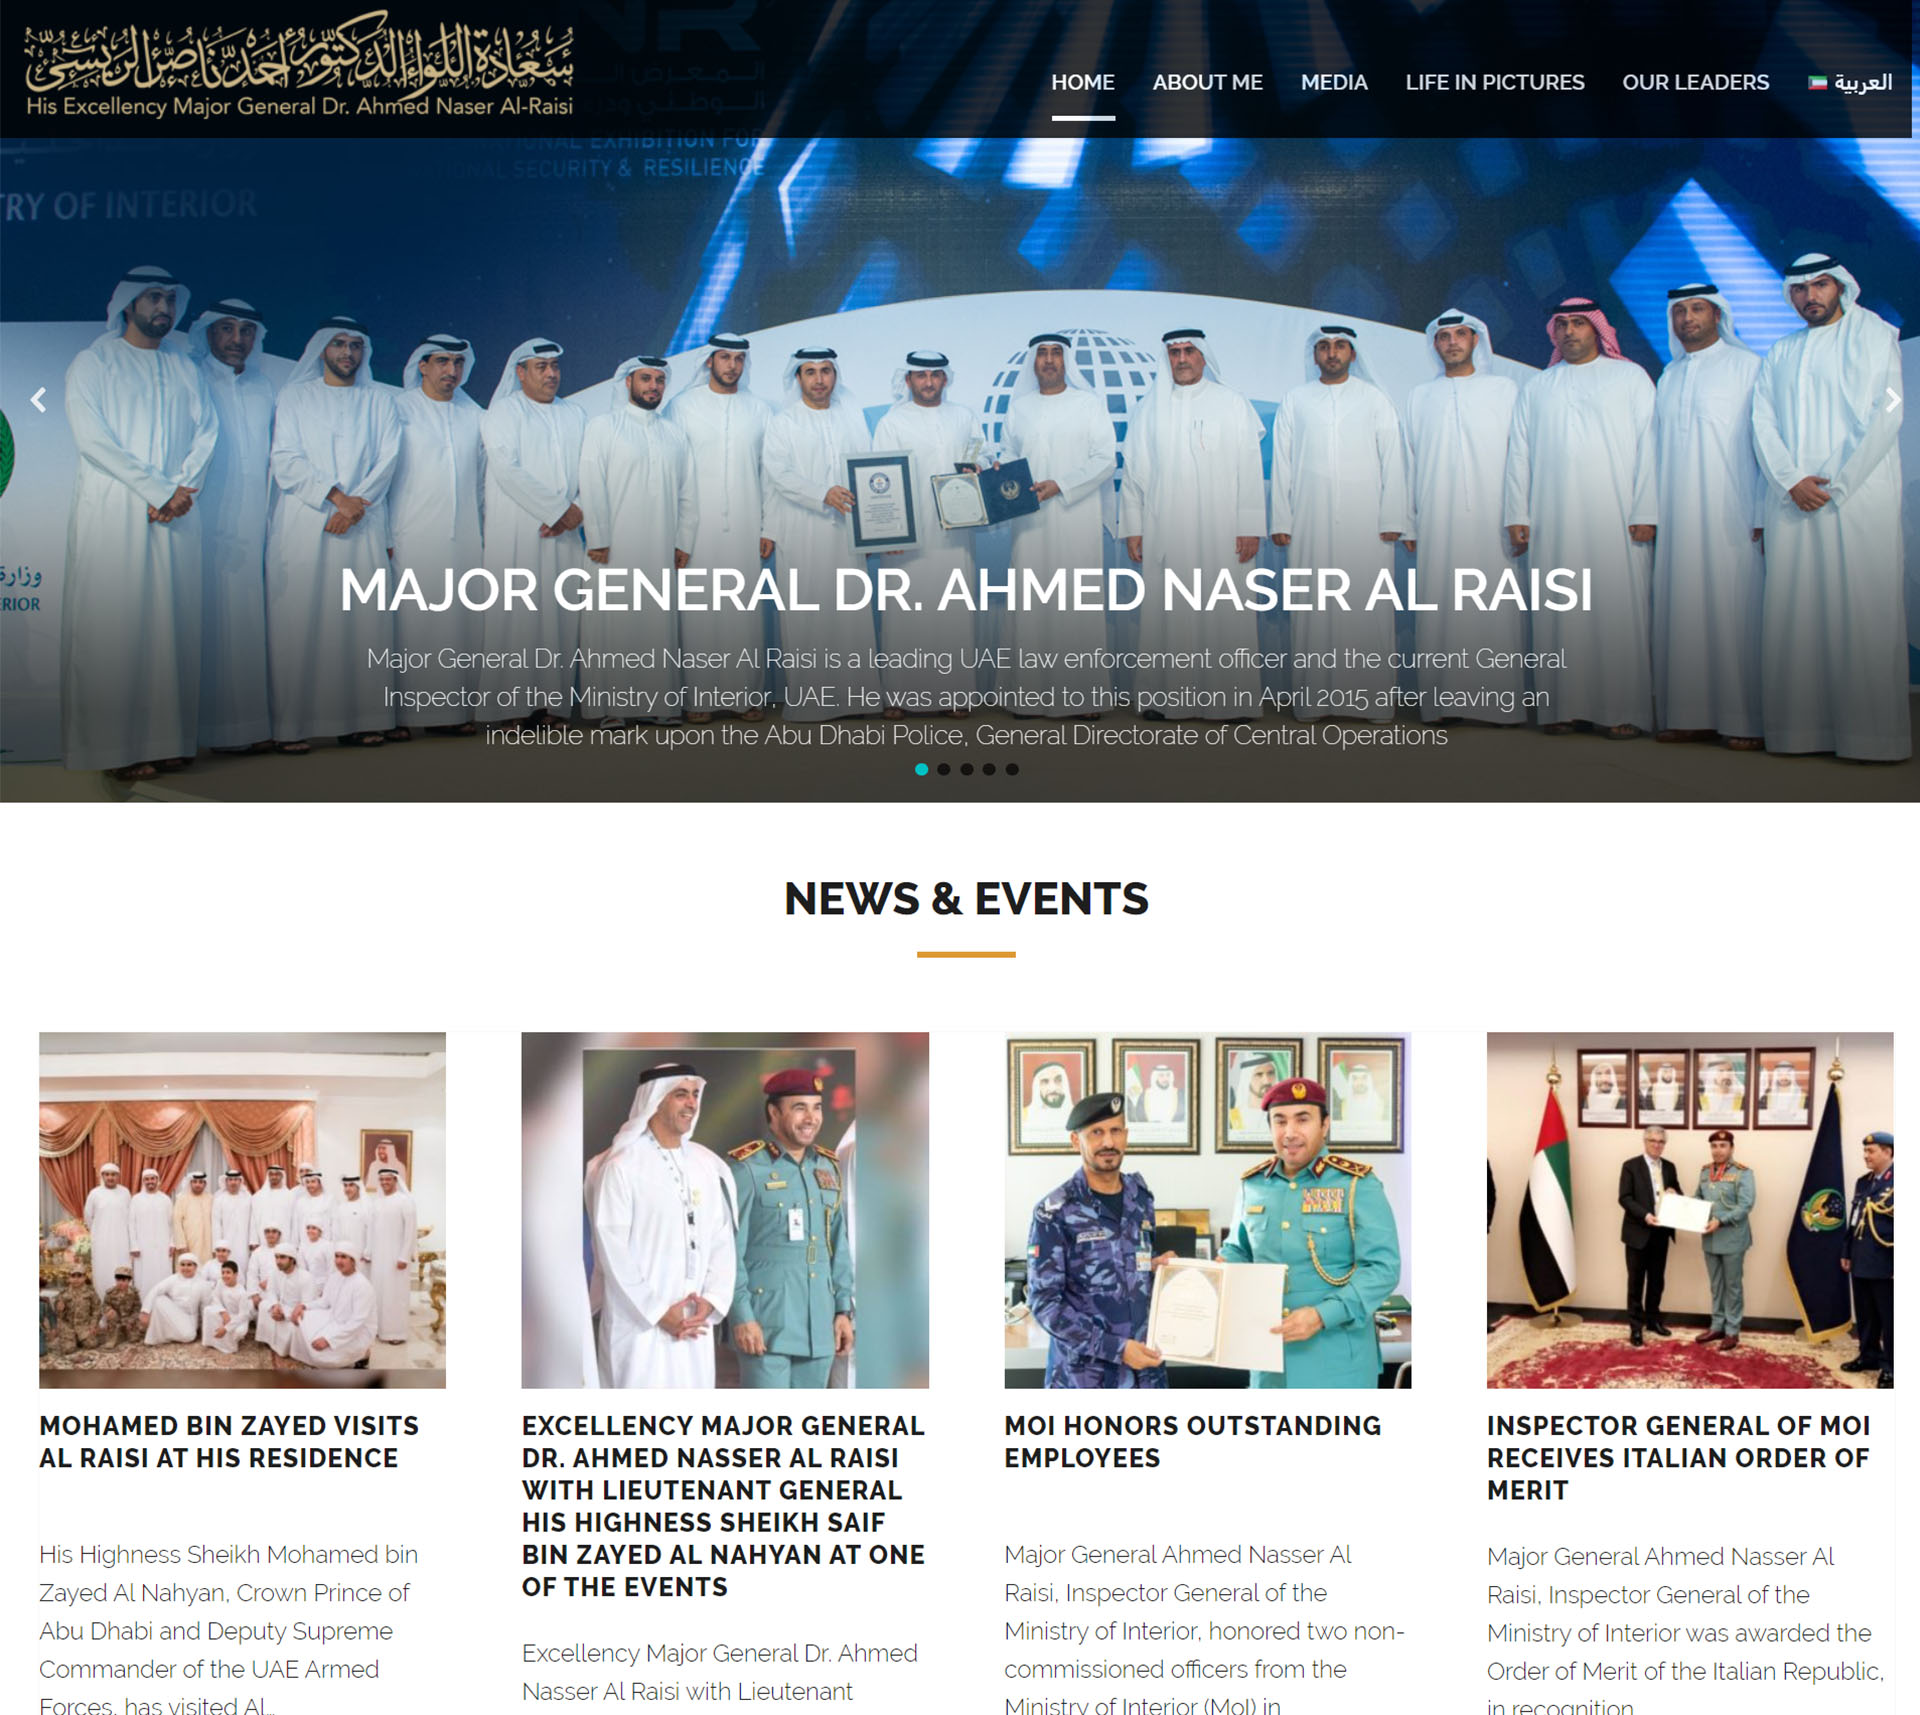 سعادة اللواء الدكتور أحمد ناصر الريسي
His Excellency Major General Dr. Ahmed Naser Al-Raisi
HOME
ABOUT ME
MEDIA
LIFE IN PICTURES
OUR LEADERS
العربية
EXHIBITION FOR
NATIONAL SECURITY & RESILIENCE
RY OF INTERIOR
وزارة
RIOR
MAJOR GENERAL DR. AHMED NASER AL RAISI
Major General Dr. Ahmed Naser Al Raisi is a leading UAE law enforcement officer and the current General
Inspector of the Ministry of Interior, UAE. He was appointed to this position in April 2015 after leaving an
indelible mark upon the Abu Dhabi Police, General Directorate of Central Operations
NEWS & EVENTS
MOHAMED BIN ZAYED VISITS
AL RAISI AT HIS RESIDENCE
His Highness Sheikh Mohamed bin
Zayed Al Nahyan, Crown Prince of
Abu Dhabi and Deputy Supreme
Commander of the UAE Armed
Forces, has visited Al...
EXCELLENCY MAJOR GENERAL
DR. AHMED NASSER AL RAISI
WITH LIEUTENANT GENERAL
HIS HIGHNESS SHEIKH SAIF
BIN ZAYED AL NAHYAN AT ONE
OF THE EVENTS
Excellency Major General Dr. Ahmed
Nasser Al Raisi with Lieutenant
MOI HONORS OUTSTANDING
EMPLOYEES
Major General Ahmed Nasser Al
Raisi, Inspector General of the
Ministry of Interior, honored two non-
commissioned officers from the
Ministry of Interior (MoI) in
INSPECTOR GENERAL OF MOI
RECEIVES ITALIAN ORDER OF
MERIT
Major General Ahmed Nasser Al
Raisi, Inspector General of the
Ministry of Interior was awarded the
Order of Merit of the Italian Republic,
in recognition